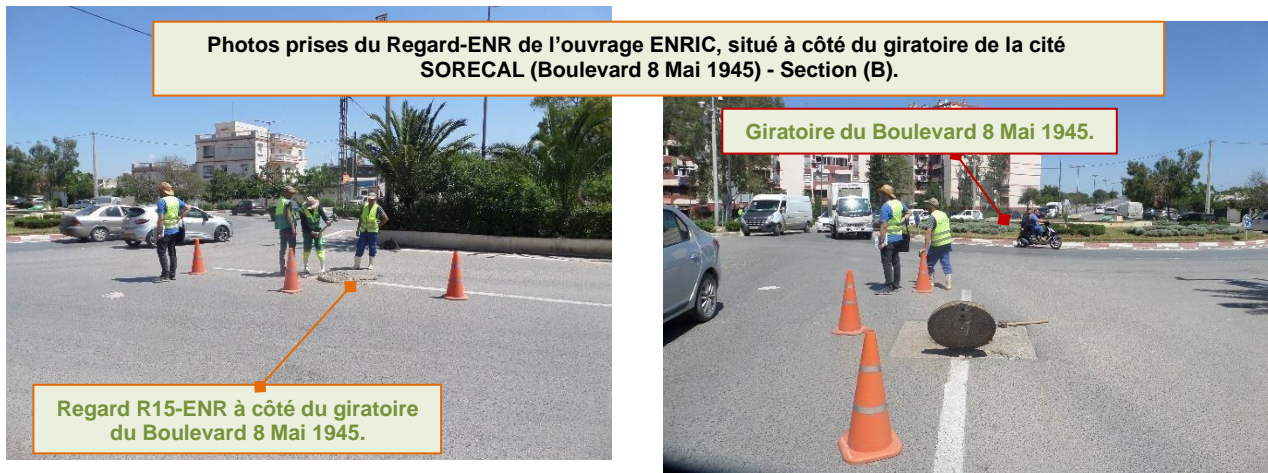 Photos prises du Regard-ENR de l’ouvrage ENRIC, situé à côté du giratoire de la cité
SORECAL (Boulevard 8 Mai 1945) - Section (B).
Giratoire du Boulevard 8 Mai 1945.
Regard R15-ENR à côté du giratoire
du Boulevard 8 Mai 1945.